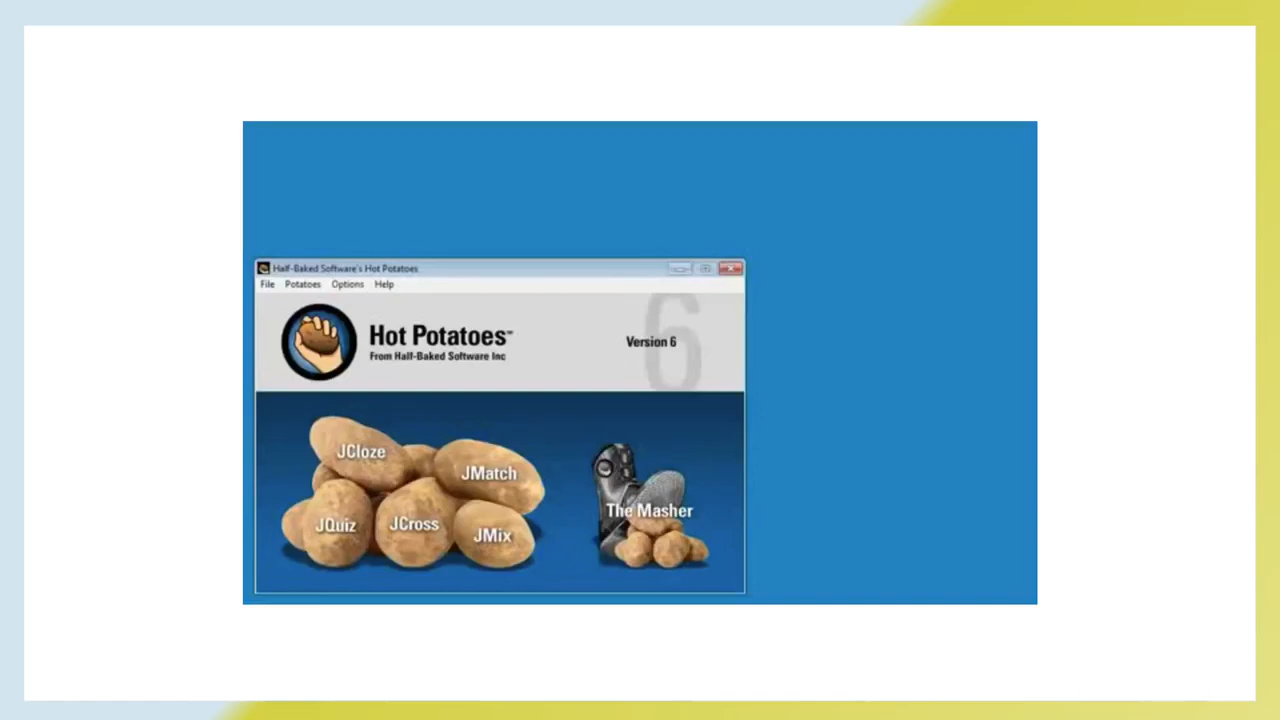 Half-Baked Software's Hot Potatoes
File Potatoes Options Help
Hot Potatoes™
From Half-Baked Software Inc
Version 6
6
JCloze
JMatch
JQuiz
JCross
JMix
The Masher